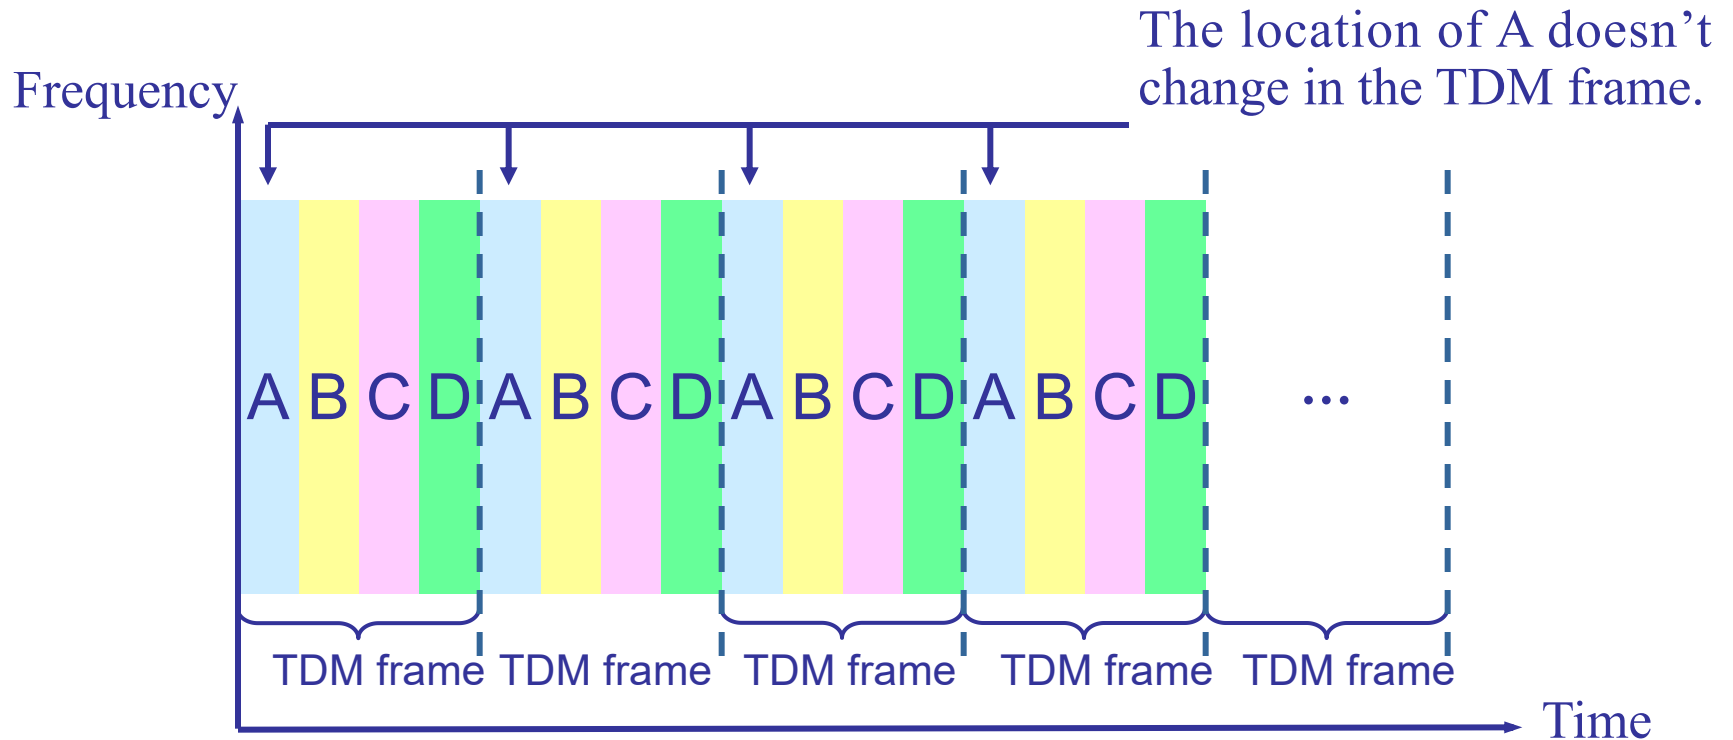 The location of A doesn’t
change in the TDM frame.
Frequency
A B C D A B C D A B C D A B C D ...
TDM frame TDM frame TDM frame TDM frame TDM frame
Time